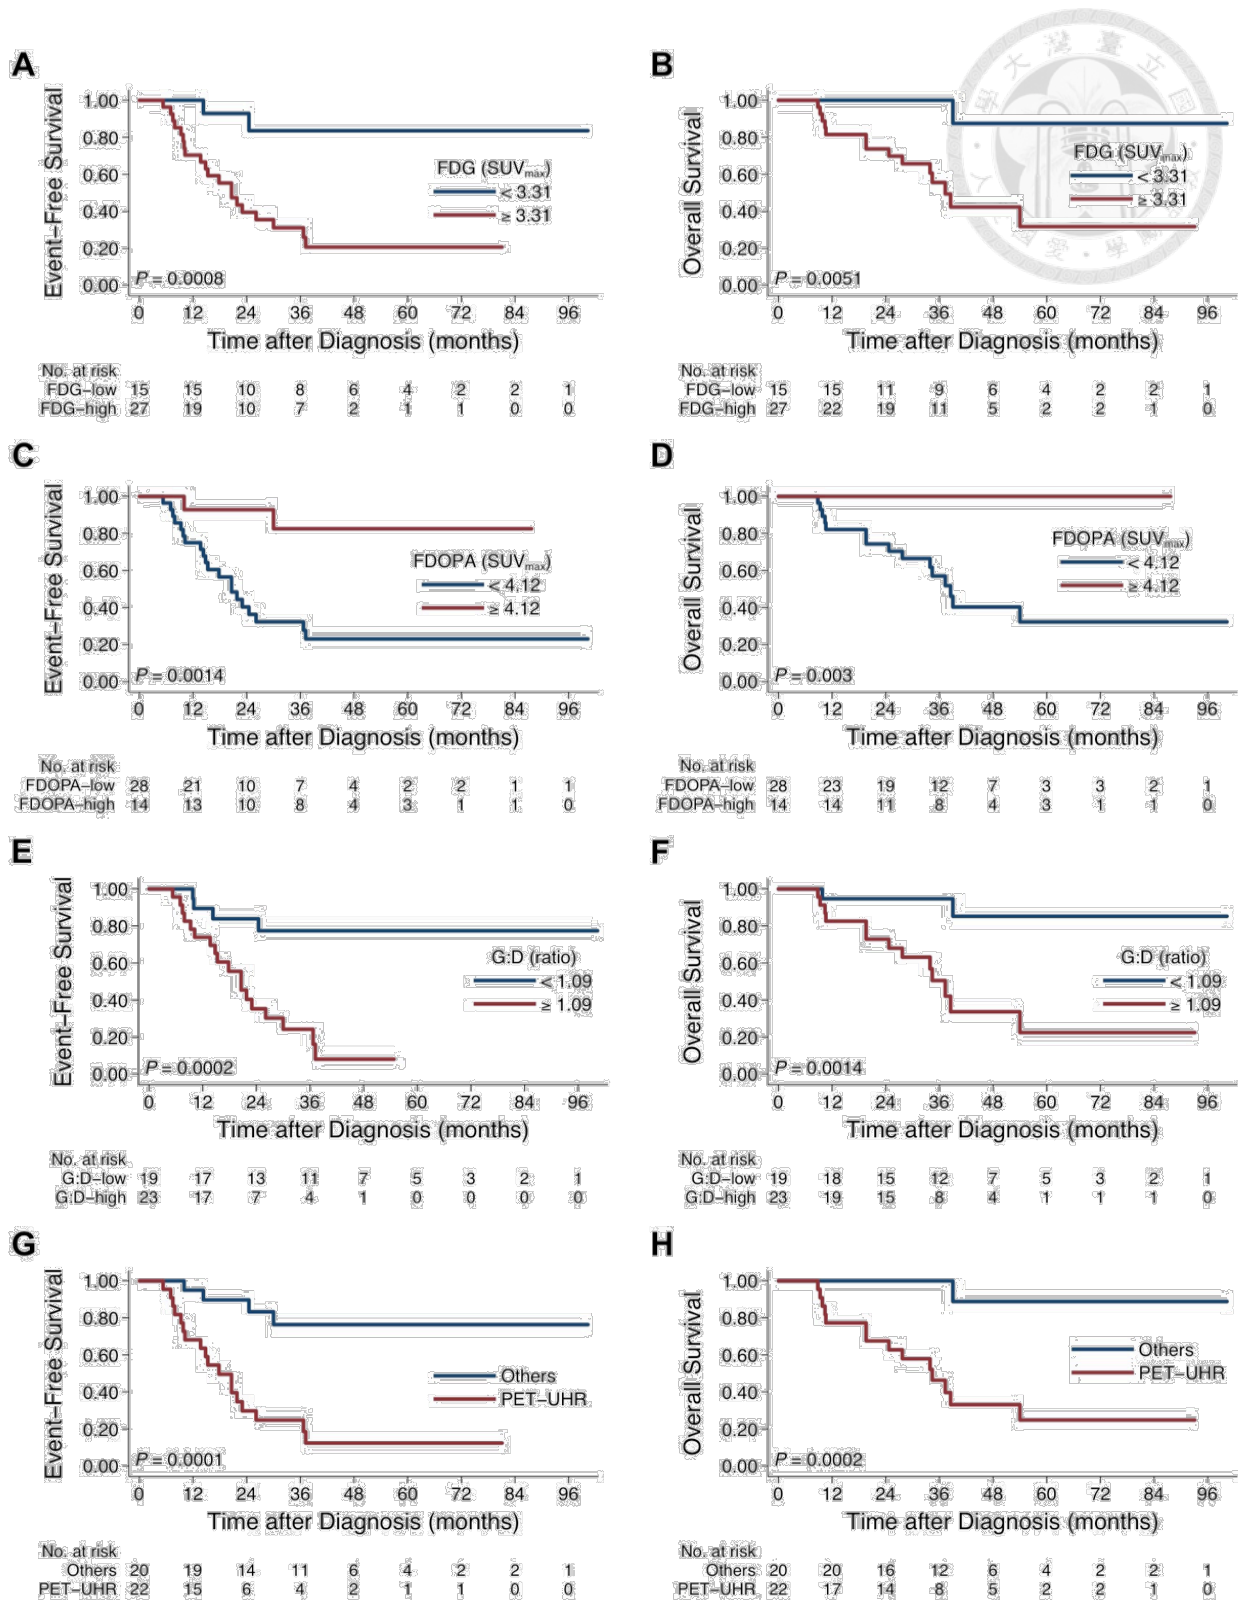 A
Event–Free Survival
1.00
0.80
0.60
0.40
0.20
0.00
FDG (SUVmax)
< 3.31
≥ 3.31
P = 0.0008
0 12 24 36 48 60 72 84 96
Time after Diagnosis (months)
No. at risk
FDG–low 15 15 10 8 6 4 2 2 1
FDG–high 27 19 10 7 2 1 1 0 0
B
Overall Survival
1.00
0.80
0.60
0.40
0.20
0.00
FDG (SUVmax)
< 3.31
≥ 3.31
P = 0.0051
0 12 24 36 48 60 72 84 96
Time after Diagnosis (months)
No. at risk
FDG–low 15 15 11 9 6 4 2 2 1
FDG–high 27 22 19 11 5 2 2 1 0
C
Event–Free Survival
1.00
0.80
0.60
0.40
0.20
0.00
FDOPA (SUVmax)
< 4.12
≥ 4.12
P = 0.0014
0 12 24 36 48 60 72 84 96
Time after Diagnosis (months)
No. at risk
FDOPA–low 28 21 10 7 4 2 2 1 1
FDOPA–high 14 13 10 8 4 3 1 1 0
D
Overall Survival
1.00
0.80
0.60
0.40
0.20
0.00
FDOPA (SUVmax)
< 4.12
≥ 4.12
P = 0.003
0 12 24 36 48 60 72 84 96
Time after Diagnosis (months)
No. at risk
FDOPA–low 28 23 19 12 7 3 3 2 1
FDOPA–high 14 14 11 8 4 3 1 1 0
E
Event–Free Survival
1.00
0.80
0.60
0.40
0.20
0.00
G:D (ratio)
< 1.09
≥ 1.09
P = 0.0002
0 12 24 36 48 60 72 84 96
Time after Diagnosis (months)
No. at risk
G:D–low 19 17 13 11 7 5 3 2 1
G:D–high 23 17 7 4 1 0 0 0 0
F
Overall Survival
1.00
0.80
0.60
0.40
0.20
0.00
G:D (ratio)
< 1.09
≥ 1.09
P = 0.0014
0 12 24 36 48 60 72 84 96
Time after Diagnosis (months)
No. at risk
G:D–low 19 18 15 12 7 5 3 2 1
G:D–high 23 19 15 8 4 1 1 1 0
G
Event–Free Survival
1.00
0.80
0.60
0.40
0.20
0.00
Others
PET–UHR
P = 0.0001
0 12 24 36 48 60 72 84 96
Time after Diagnosis (months)
No. at risk
Others 20 19 14 11 6 4 2 2 1
PET–UHR 22 15 6 4 2 1 1 0 0
H
Overall Survival
1.00
0.80
0.60
0.40
0.20
0.00
Others
PET–UHR
P = 0.0002
0 12 24 36 48 60 72 84 96
Time after Diagnosis (months)
No. at risk
Others 20 20 16 12 6 4 2 2 1
PET–UHR 22 17 14 8 5 2 2 1 0